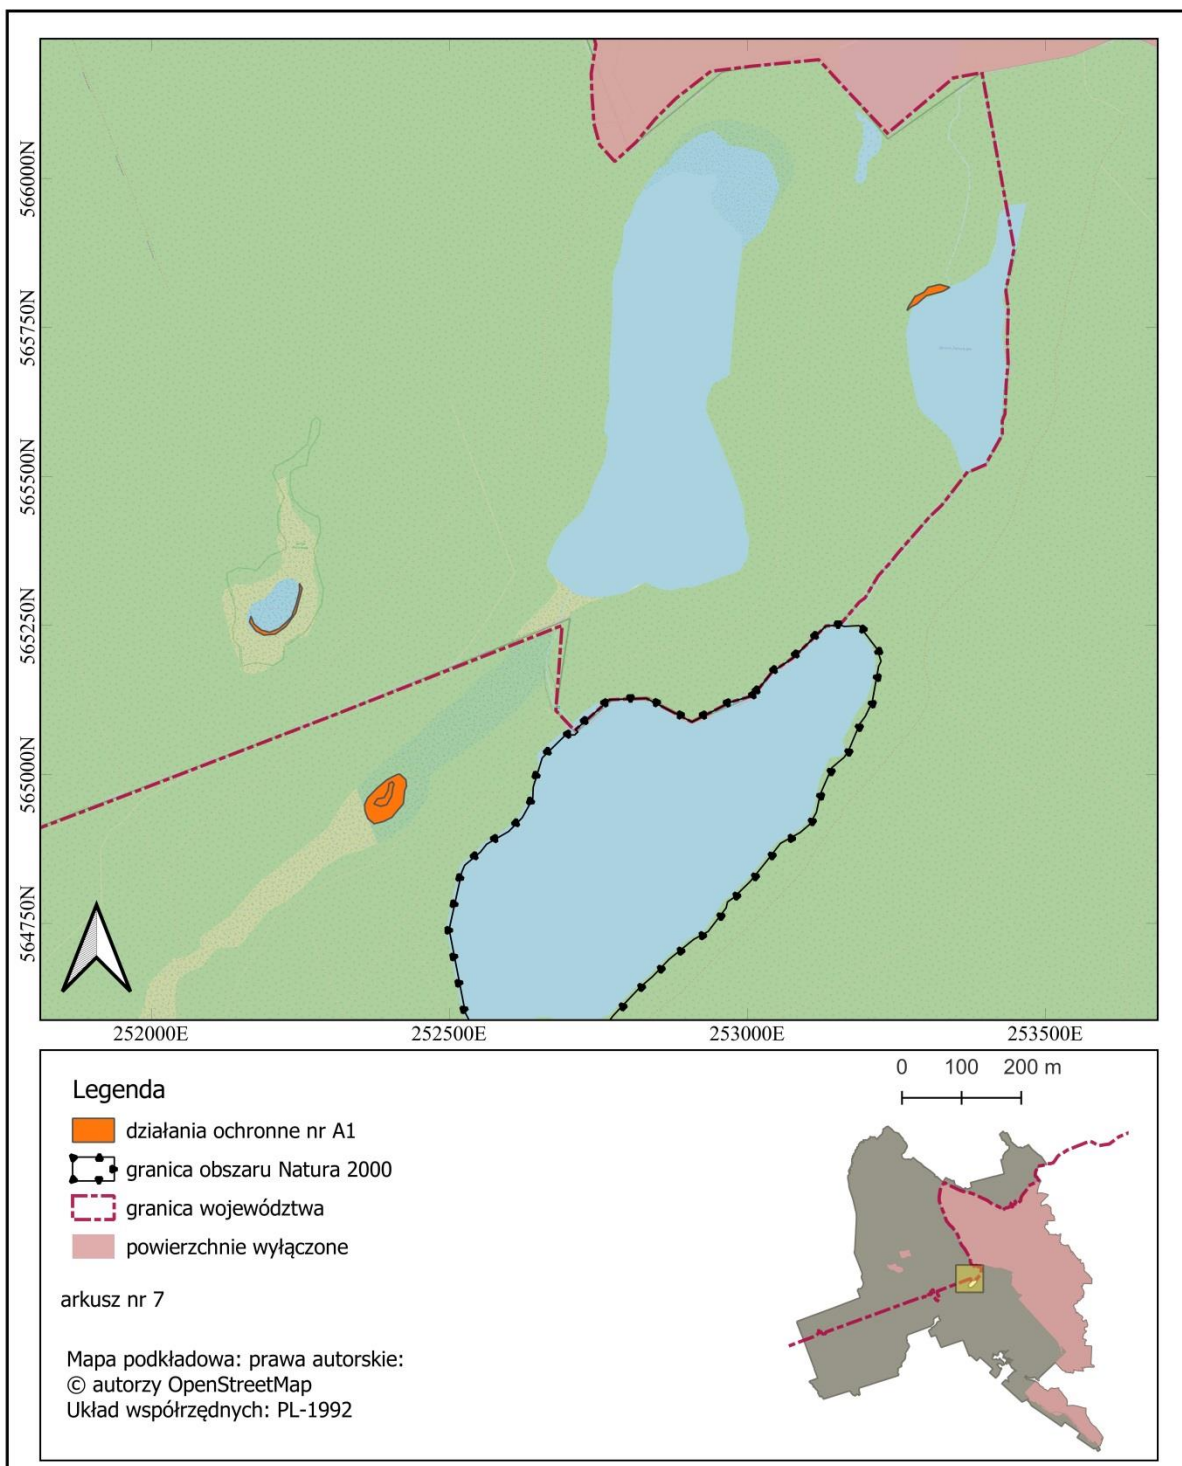 566000N
565750N
565500N
565250N
565000N
564750N
252000E
252500E
253000E
253500E
Legenda
działania ochronne nr A1
granica obszaru Natura 2000
granica województwa
powierzchnie wyłączone
arkusz nr 7
Mapa podkładowa: prawa autorskie:
© autorzy OpenStreetMap
Układ współrzędnych: PL-1992
0 100 200 m